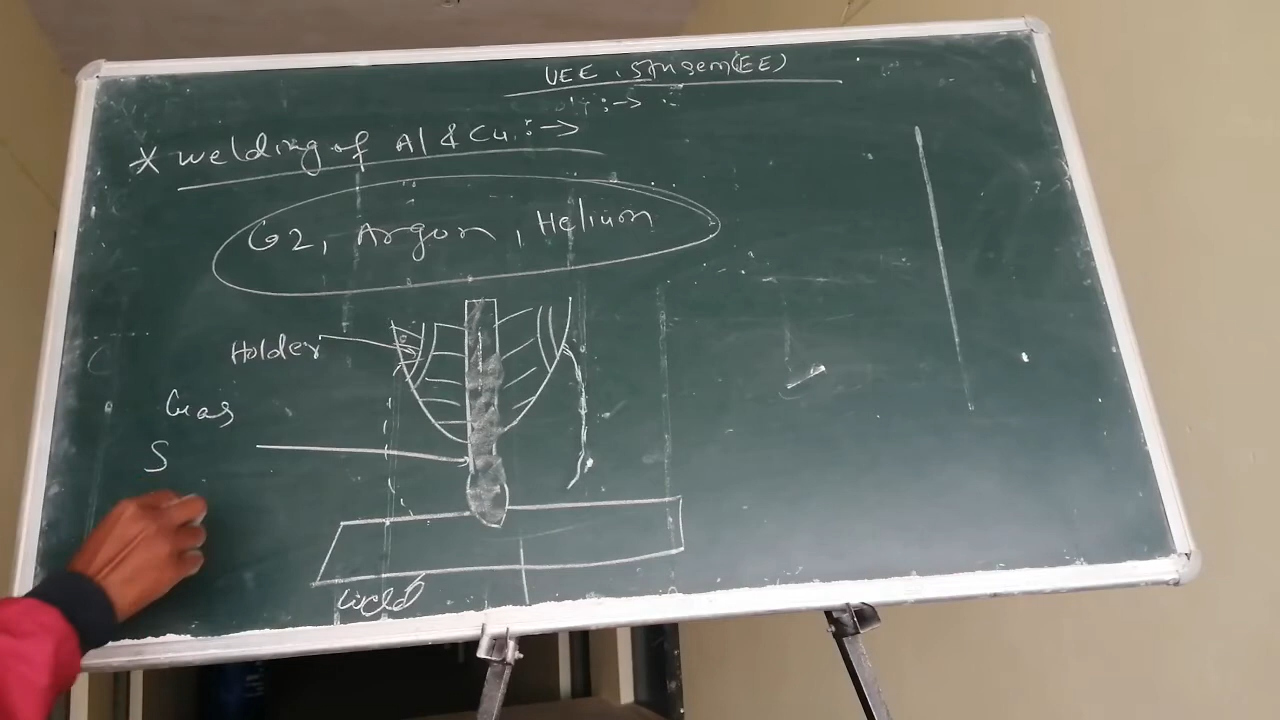 UEE, 5th sem(EE)
* Welding of Al & Cu :→
G2, Argon, Helium
Holder
Gas
S
Weld